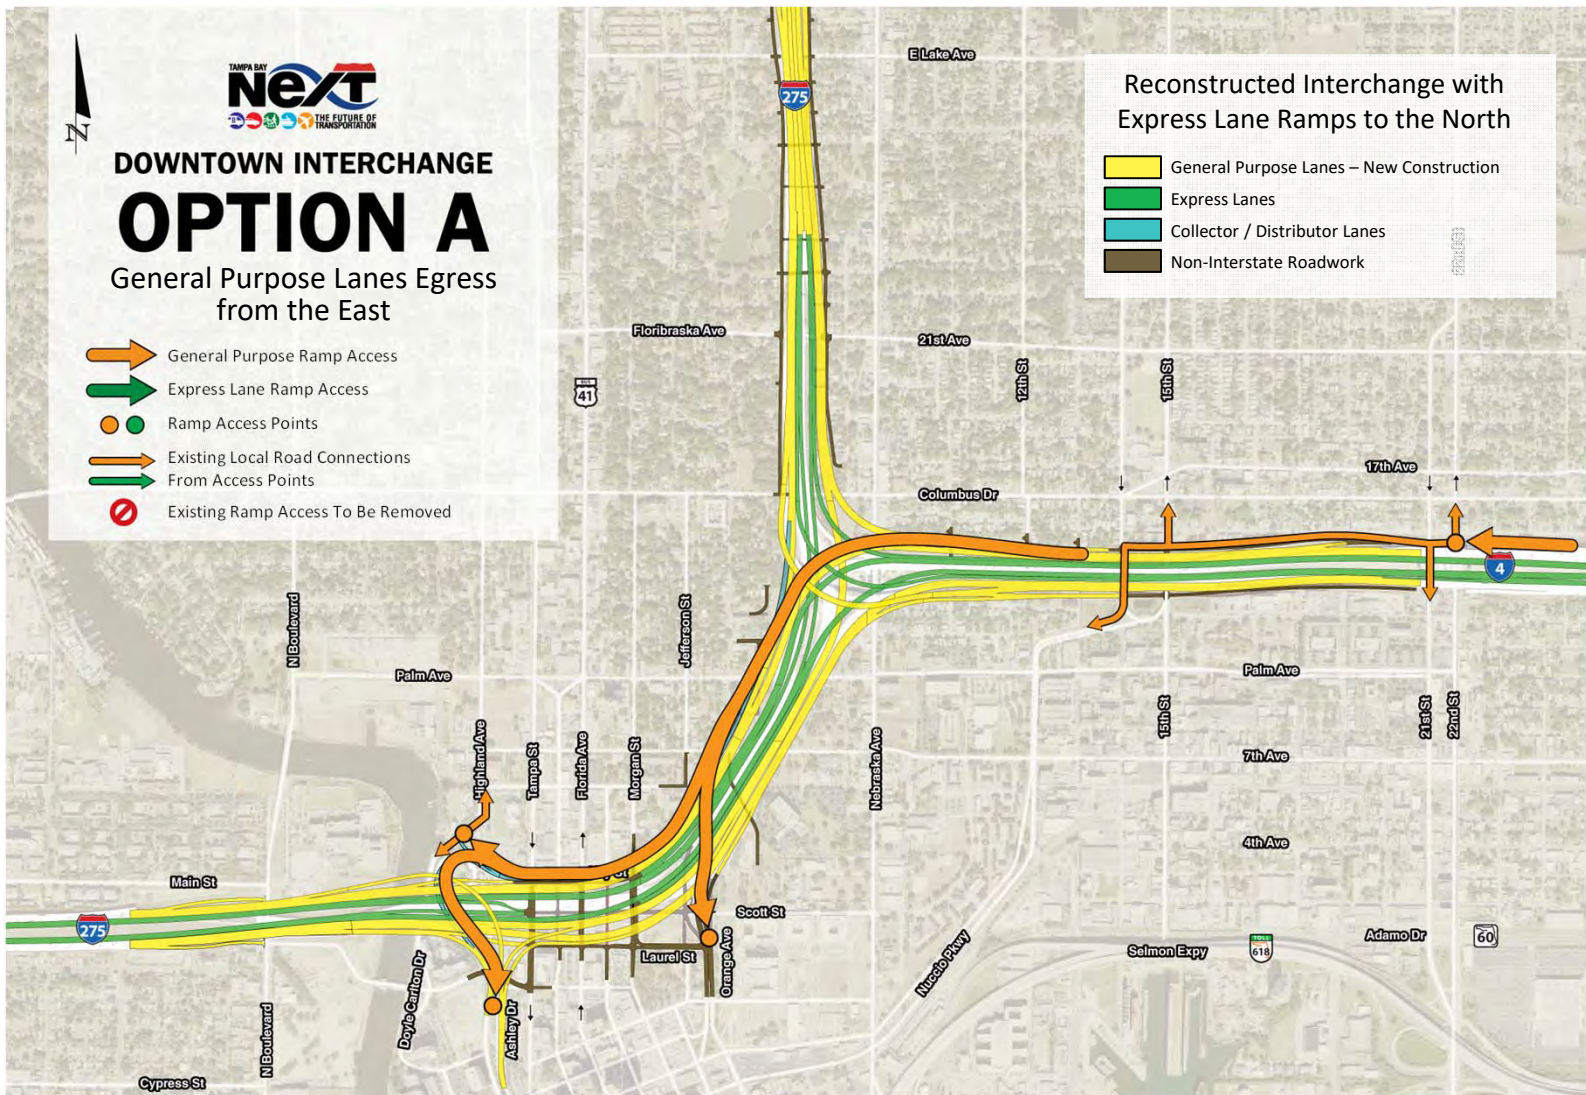 TAMPA BAY
NeXT
THE FUTURE OF
TRANSPORTATION
N
DOWNTOWN INTERCHANGE
OPTION A
General Purpose Lanes Egress
from the East
General Purpose Ramp Access
Express Lane Ramp Access
Ramp Access Points
Existing Local Road Connections
From Access Points
Existing Ramp Access To Be Removed
Reconstructed Interchange with
Express Lane Ramps to the North
General Purpose Lanes – New Construction
Express Lanes
Collector / Distributor Lanes
Non-Interstate Roadwork
E Lake Ave
275
Floribraska Ave
21st Ave
12th St
15th St
BUS
41
17th Ave
Columbus Dr
4
N Boulevard
Jefferson St
Palm Ave
Palm Ave
15th St
21st St
22nd St
Highland Ave
Tampa St
Florida Ave
Morgan St
Nebraska Ave
7th Ave
4th Ave
Main St
275
Scott St
Laurel St
Orange Ave
Nuccio Pkwy
Selmon Expy
TOLL
618
Adamo Dr
60
Doyle Carlton Dr
Ashley Dr
N Boulevard
Cypress St